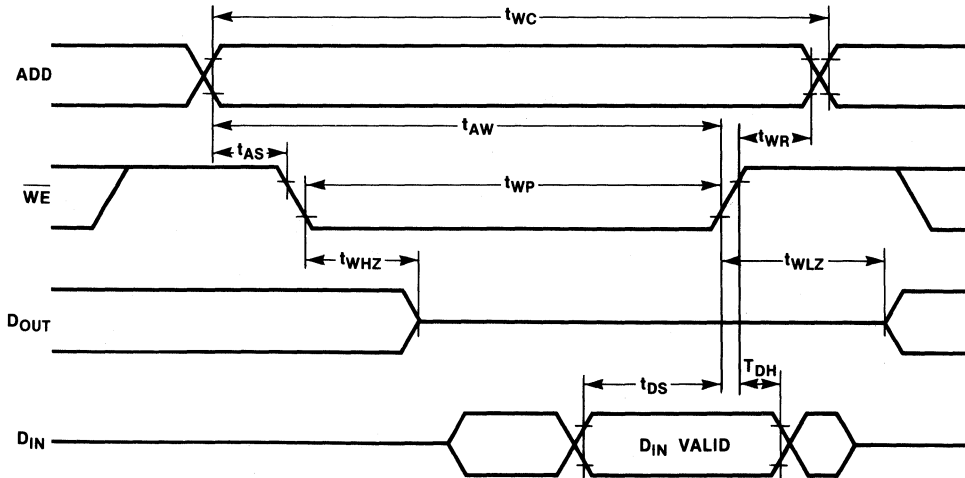 tWC
ADD
tAW
tWR
tAS
WE
tWP
tWHZ
tWLZ
DOUT
tDS
TDH
DIN
DIN VALID